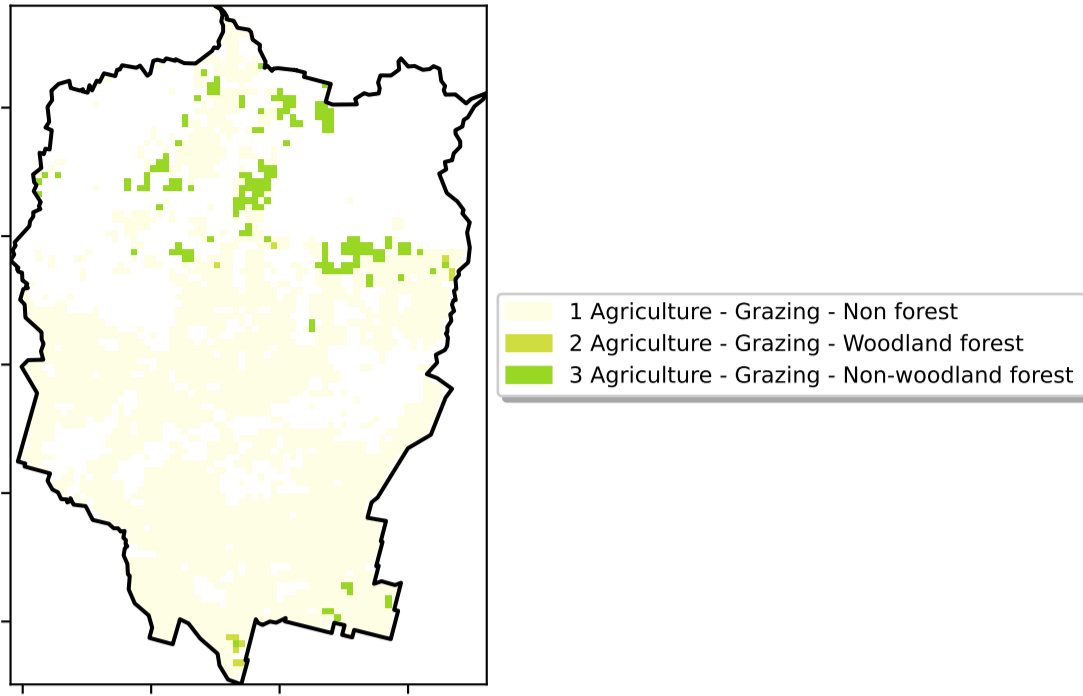 1 Agriculture - Grazing - Non forest
2 Agriculture - Grazing - Woodland forest
3 Agriculture - Grazing - Non-woodland forest